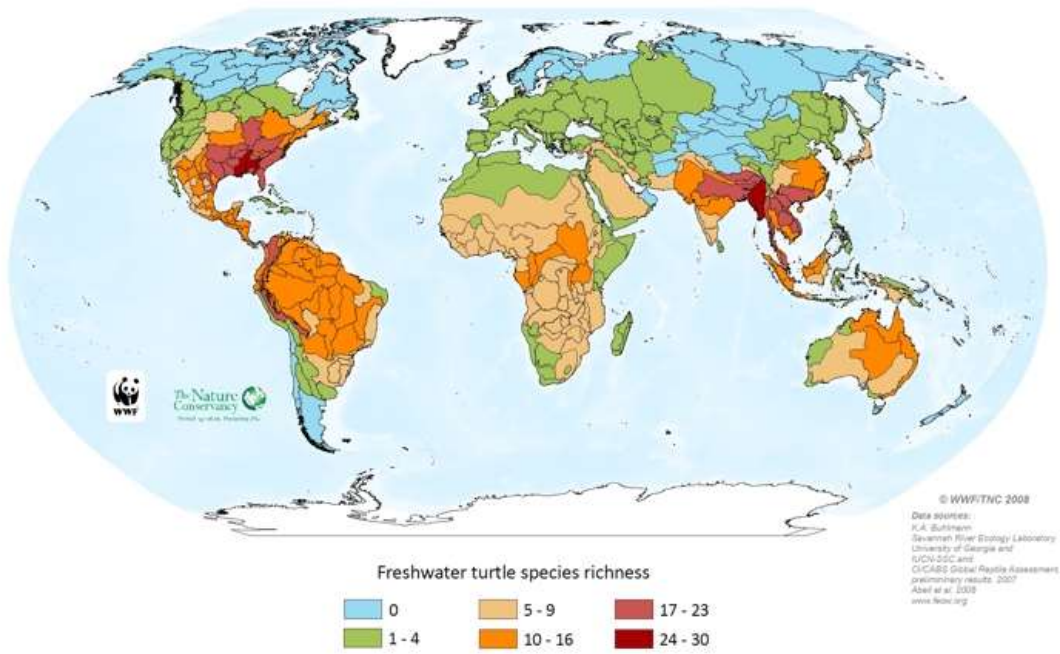 WWF
The Nature
Conservancy
© WWF/TNC 2008
Data sources:
K.A. Buhlmann
Savannah River Ecology Laboratory
University of Georgia and
IUCN-SSC and
CI/CABS Global Reptile Assessment
preliminary results, 2007
Abell et al. 2008
www.feow.org
Freshwater turtle species richness
0
5 - 9
17 - 23
1 - 4
10 - 16
24 - 30